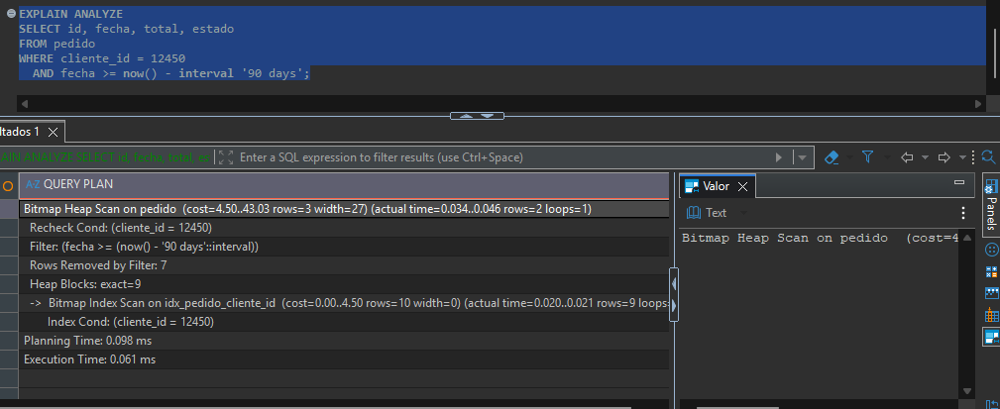 EXPLAIN ANALYZE
SELECT id, fecha, total, estado
FROM pedido
WHERE cliente_id = 12450
AND fecha >= now() - interval '90 days';
ltados 1
AIN ANALYZE SELECT id, fecha, total, es
Enter a SQL expression to filter results (use Ctrl+Space)
A-Z QUERY PLAN
Bitmap Heap Scan on pedido (cost=4.50..43.03 rows=3 width=27) (actual time=0.034..0.046 rows=2 loops=1)
Recheck Cond: (cliente_id = 12450)
Filter: (fecha >= (now() - '90 days'::interval))
Rows Removed by Filter: 7
Heap Blocks: exact=9
-> Bitmap Index Scan on idx_pedido_cliente_id (cost=0.00..4.50 rows=10 width=0) (actual time=0.020..0.021 rows=9 loops=
Index Cond: (cliente_id = 12450)
Planning Time: 0.098 ms
Execution Time: 0.061 ms
Valor
Text
Bitmap Heap Scan on pedido (cost=4
Panels